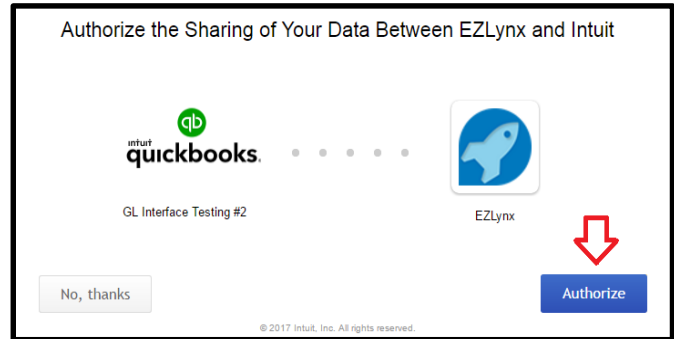 Authorize the Sharing of Your Data Between EZLynx and Intuit
qb
intuit
quickbooks.
GL Interface Testing #2
EZLynx
No, thanks
Authorize
© 2017 Intuit, Inc. All rights reserved.